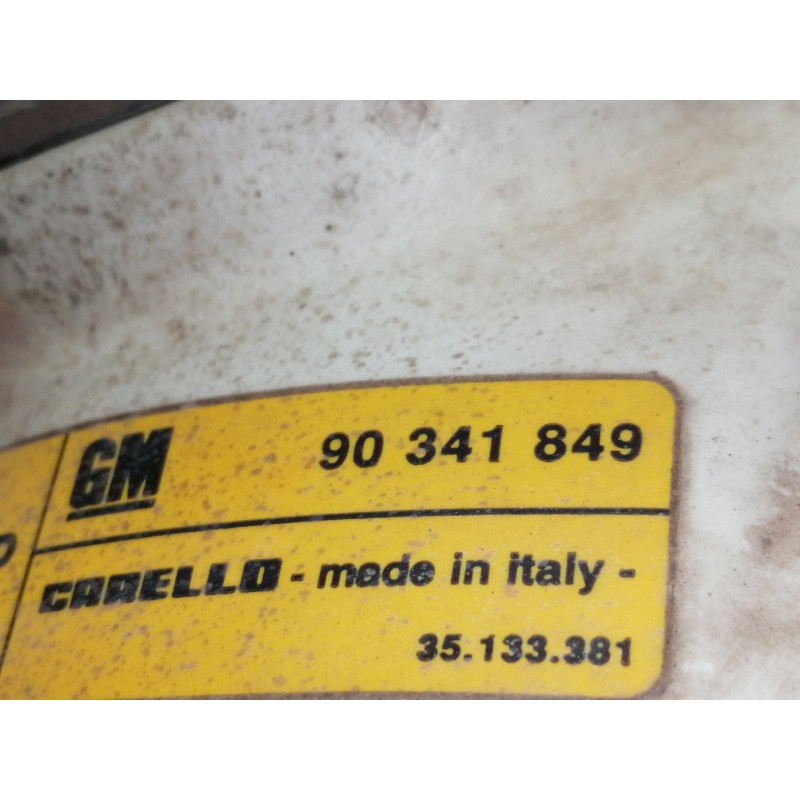 GM 90 341 849
CARELLO - made in italy -
35.133.381